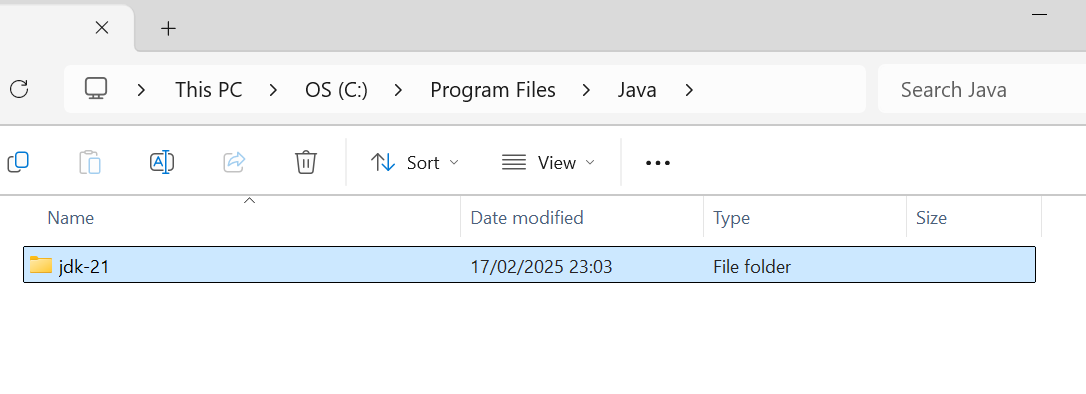 This PC > OS (C:) > Program Files > Java >
Search Java
Sort
View
Name
Date modified
Type
Size
jdk-21
17/02/2025 23:03
File folder